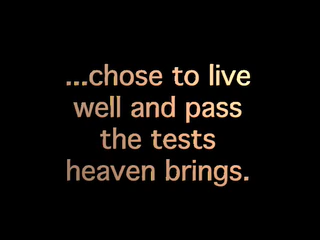 ...chose to live
well and pass
the tests
heaven brings.